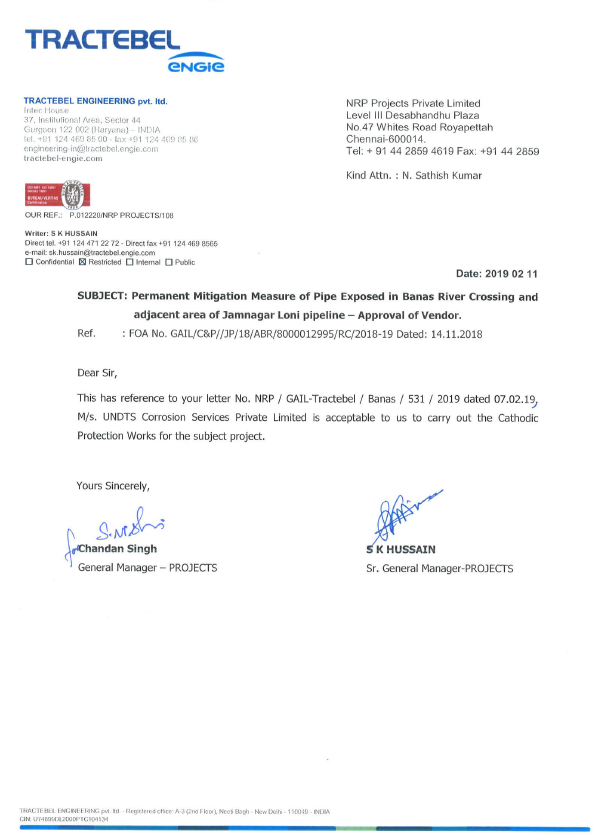 TRACTEBEL
ENGIE
TRACTEBEL ENGINEERING pvt. ltd.
Intec House
37, Institutional Area, Sector 44
Gurgaon 122 002 (Haryana) – INDIA
tel. +91 124 469 85 00 - fax +91 124 469 85 86
engineering-in@tractebel.engie.com
tractebel-engie.com
NRP Projects Private Limited
Level III Desabhandhu Plaza
No.47 Whites Road Royapettah
Chennai-600014.
Tel: + 91 44 2859 4619 Fax: +91 44 2859
Kind Attn. : N. Sathish Kumar
BUREAU VERITAS
Certification
OUR REF.: P.012220/NRP PROJECTS/108
Writer: S K HUSSAIN
Direct tel. +91 124 471 22 72 - Direct fax +91 124 469 8565
e-mail: sk.hussain@tractebel.engie.com
☐ Confidential ☒ Restricted ☐ Internal ☐ Public
Date: 2019 02 11
SUBJECT: Permanent Mitigation Measure of Pipe Exposed in Banas River Crossing and
adjacent area of Jamnagar Loni pipeline – Approval of Vendor.
Ref. : FOA No. GAIL/C&P//JP/18/ABR/8000012995/RC/2018-19 Dated: 14.11.2018
Dear Sir,
This has reference to your letter No. NRP / GAIL-Tractebel / Banas / 531 / 2019 dated 07.02.19,
M/s. UNDTS Corrosion Services Private Limited is acceptable to us to carry out the Cathodic
Protection Works for the subject project.
Yours Sincerely,
for Chandan Singh
General Manager – PROJECTS
S K HUSSAIN
Sr. General Manager-PROJECTS
TRACTEBEL ENGINEERING pvt. ltd. - Registered office: A-3 (2nd Floor), Neeti Bagh - New Delhi - 110049 - INDIA